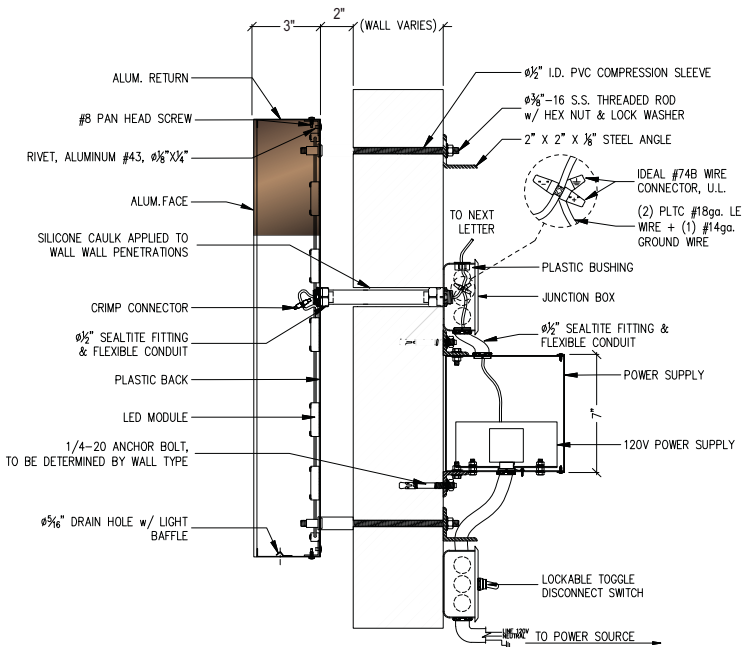 3"
2"
(WALL VARIES)
ALUM. RETURN
#8 PAN HEAD SCREW
RIVET, ALUMINUM #43, ø⅛"X¼"
ALUM.FACE
SILICONE CAULK APPLIED TO
WALL WALL PENETRATIONS
CRIMP CONNECTOR
ø½" SEALTITE FITTING
& FLEXIBLE CONDUIT
PLASTIC BACK
LED MODULE
1/4-20 ANCHOR BOLT,
TO BE DETERMINED BY WALL TYPE
ø5⁄16" DRAIN HOLE w/ LIGHT
BAFFLE
ø½" I.D. PVC COMPRESSION SLEEVE
ø⅜"-16 S.S. THREADED ROD
w/ HEX NUT & LOCK WASHER
2" X 2" X ⅛" STEEL ANGLE
IDEAL #74B WIRE
CONNECTOR, U.L.
(2) PLTC #18ga. LE
WIRE + (1) #14ga.
GROUND WIRE
TO NEXT
LETTER
PLASTIC BUSHING
JUNCTION BOX
ø½" SEALTITE FITTING &
FLEXIBLE CONDUIT
POWER SUPPLY
7"
120V POWER SUPPLY
LOCKABLE TOGGLE
DISCONNECT SWITCH
LINE 120V
NEUTRAL
TO POWER SOURCE